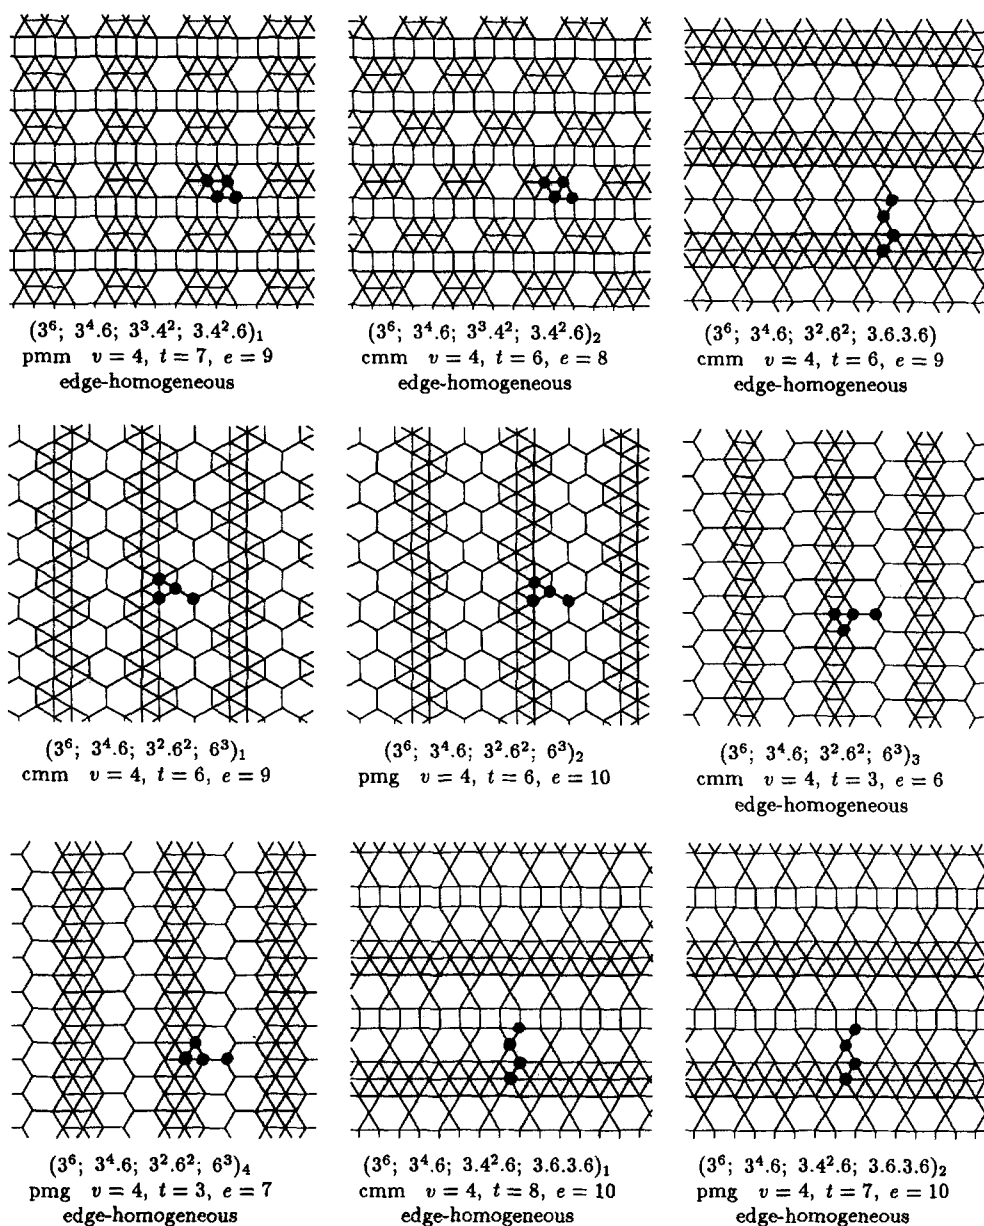 (3⁶; 3⁴.6; 3³.4²; 3.4².6)₁
pmm v = 4, t = 7, e = 9
edge-homogeneous
(3⁶; 3⁴.6; 3³.4²; 3.4².6)₂
cmm v = 4, t = 6, e = 8
edge-homogeneous
(3⁶; 3⁴.6; 3².6²; 3.6.3.6)
cmm v = 4, t = 6, e = 9
edge-homogeneous
(3⁶; 3⁴.6; 3².6²; 6³)₁
cmm v = 4, t = 6, e = 9
(3⁶; 3⁴.6; 3².6²; 6³)₂
pmg v = 4, t = 6, e = 10
(3⁶; 3⁴.6; 3².6²; 6³)₃
cmm v = 4, t = 3, e = 6
edge-homogeneous
(3⁶; 3⁴.6; 3².6²; 6³)₄
pmg v = 4, t = 3, e = 7
edge-homogeneous
(3⁶; 3⁴.6; 3.4².6; 3.6.3.6)₁
cmm v = 4, t = 8, e = 10
edge-homogeneous
(3⁶; 3⁴.6; 3.4².6; 3.6.3.6)₂
pmg v = 4, t = 7, e = 10
edge-homogeneous